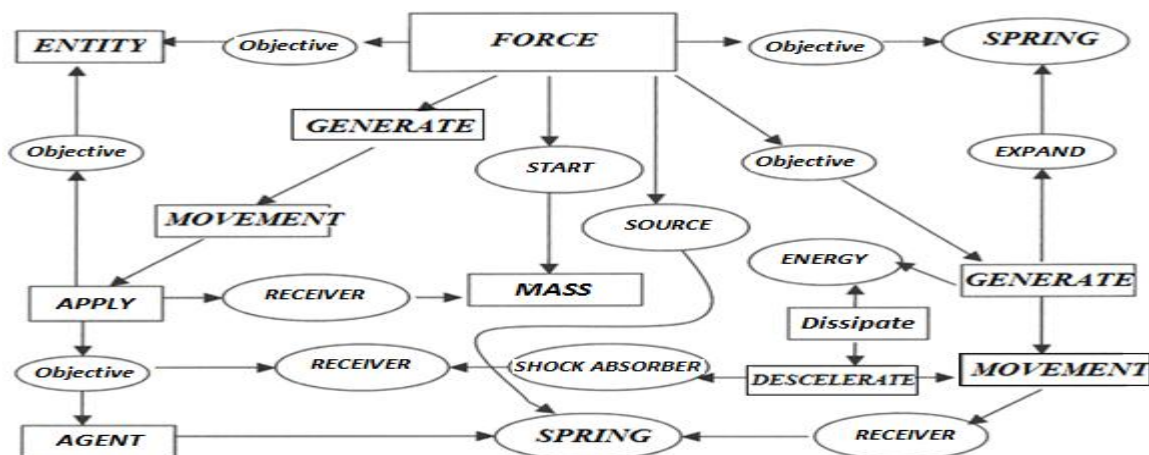 ENTITY
Objective
FORCE
Objective
SPRING
GENERATE
Objective
START
Objective
EXPAND
MOVEMENT
SOURCE
ENERGY
GENERATE
APPLY
RECEIVER
MASS
Dissipate
Objective
RECEIVER
SHOCK ABSORBER
DESCELERATE
MOVEMENT
AGENT
SPRING
RECEIVER